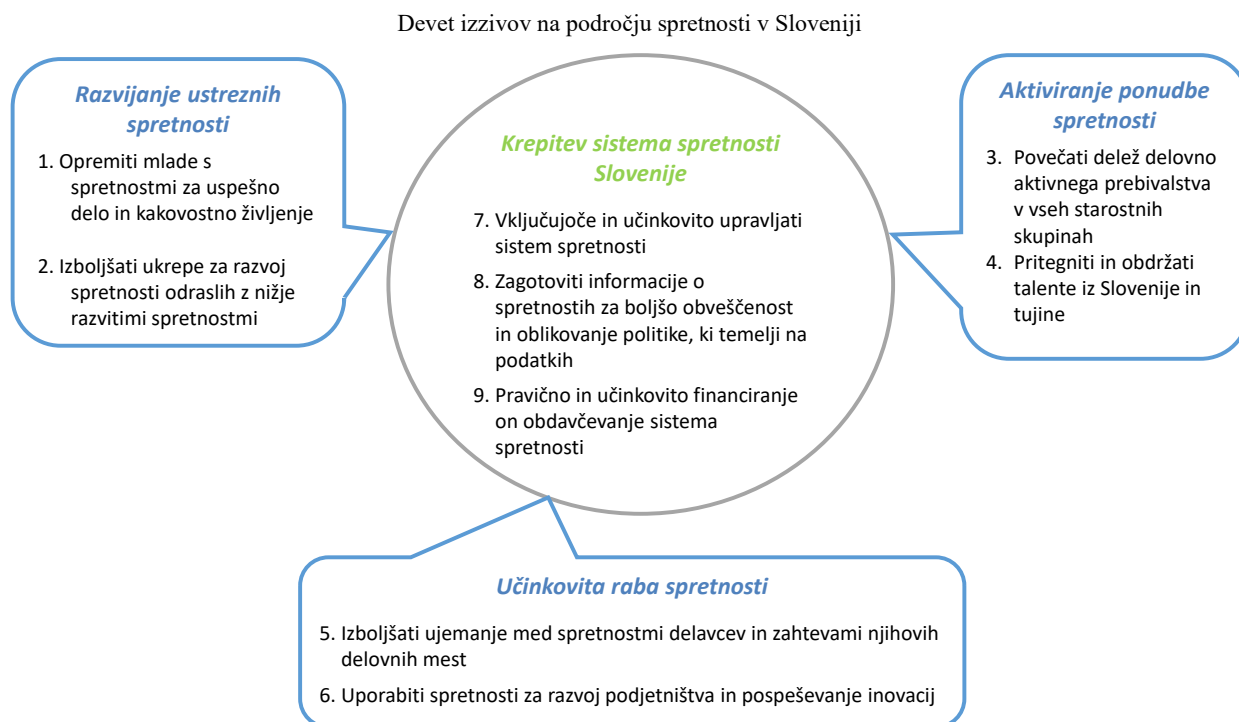 Devet izzivov na področju spretnosti v Sloveniji
Razvijanje ustreznih
spretnosti
1. Opremiti mlade s
spretnostmi za uspešno
delo in kakovostno življenje
2. Izboljšati ukrepe za razvoj
spretnosti odraslih z nižje
razvitimi spretnostmi
Aktiviranje ponudbe
spretnosti
3. Povečati delež delovno
aktivnega prebivalstva
v vseh starostnih
skupinah
4. Pritegniti in obdržati
talente iz Slovenije in
tujine
Učinkovita raba spretnosti
5. Izboljšati ujemanje med spretnostmi delavcev in zahtevami njihovih
delovnih mest
6. Uporabiti spretnosti za razvoj podjetništva in pospeševanje inovacij
Krepitev sistema spretnosti
Slovenije
7. Vključujoče in učinkovito upravljati
sistem spretnosti
8. Zagotoviti informacije o
spretnostih za boljšo obveščenost
in oblikovanje politike, ki temelji na
podatkih
9. Pravično in učinkovito financiranje
on obdavčevanje sistema
spretnosti